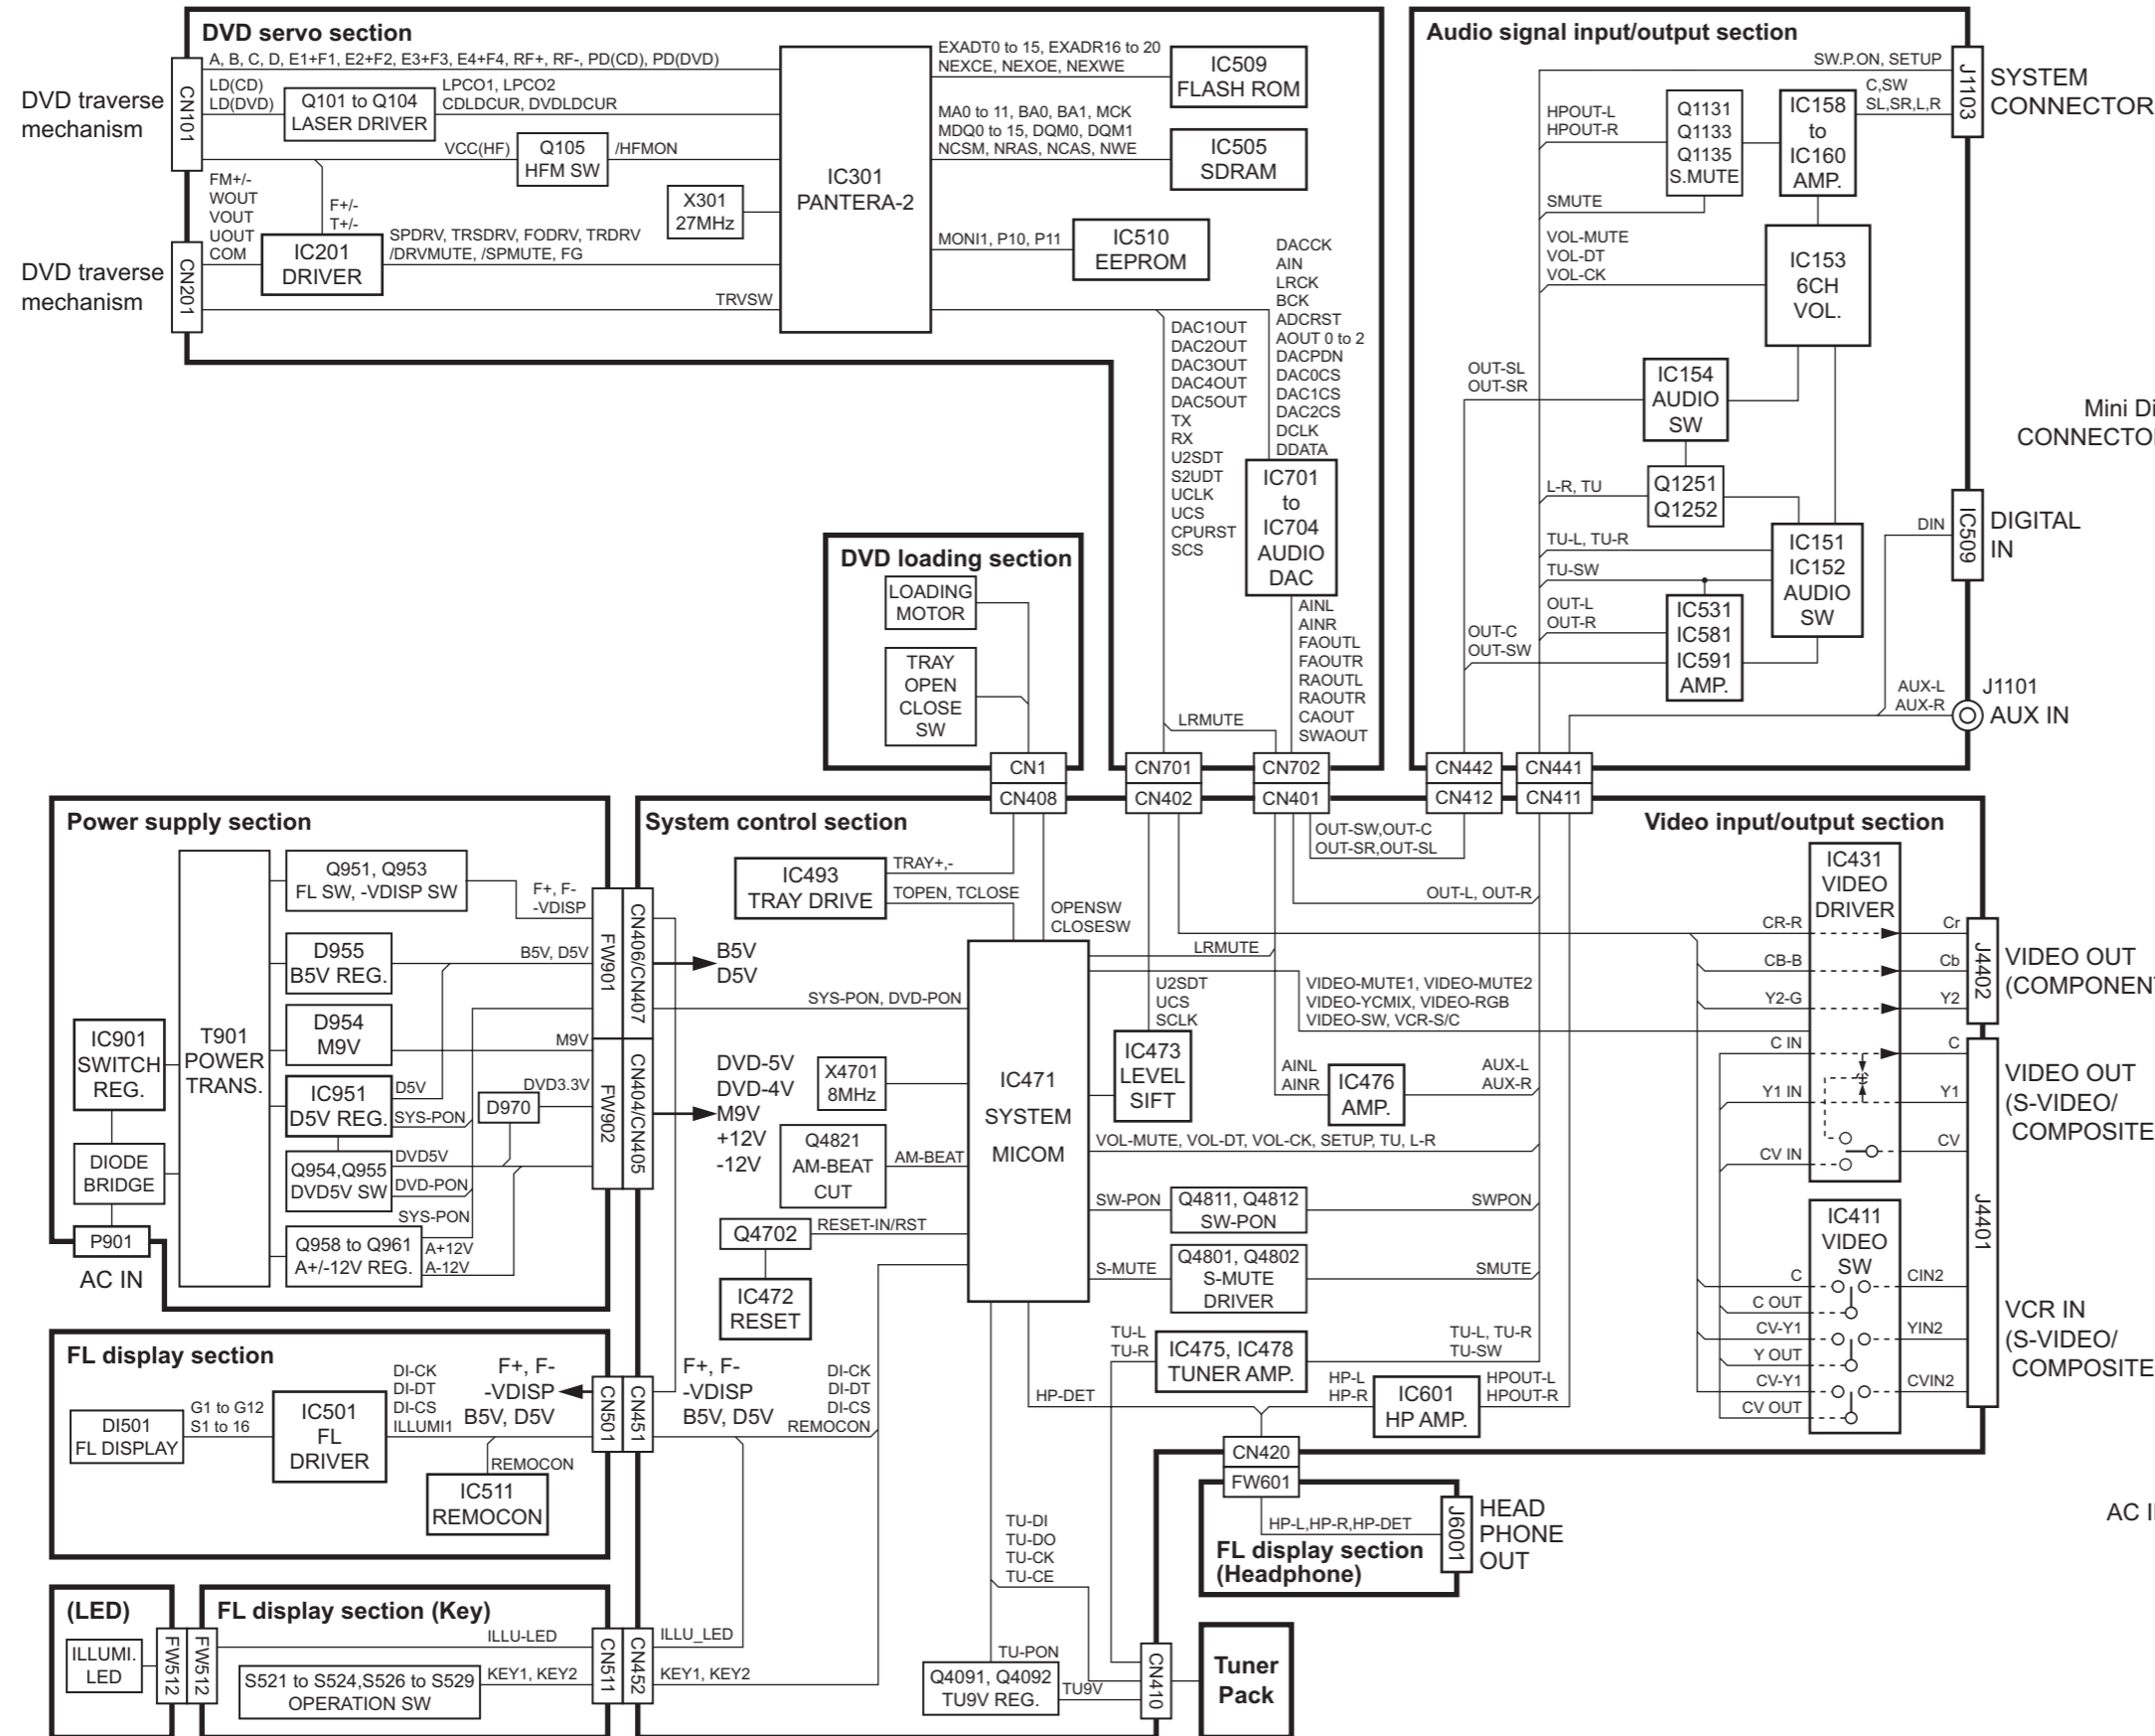 DVD servo section
A, B, C, D, E1+F1, E2+F2, E3+F3, E4+F4, RF+, RF-, PD(CD), PD(DVD)
DVD traverse
mechanism
CN101
LD(CD)
LD(DVD)
Q101 to Q104
LASER DRIVER
LPCO1, LPCO2
CDLDCUR, DVDLDCUR
VCC(HF)
Q105
HFM SW
/HFMON
FM+/-
WOUT
VOUT
UOUT
COM
F+/-
T+/-
IC201
DRIVER
SPDRV, TRSDRV, FODRV, TRDRV
/DRVMUTE, /SPMUTE, FG
X301
27MHz
DVD traverse
mechanism
CN201
TRVSW
IC301
PANTERA-2
EXADT0 to 15, EXADR16 to 20
NEXCE, NEXOE, NEXWE
IC509
FLASH ROM
MA0 to 11, BA0, BA1, MCK
MDQ0 to 15, DQM0, DQM1
NCSM, NRAS, NCAS, NWE
IC505
SDRAM
MONI1, P10, P11
IC510
EEPROM
DACCK
AIN
LRCK
BCK
ADCRST
AOUT 0 to 2
DACPDN
DAC0CS
DAC1CS
DAC2CS
DCLK
DDATA
DAC1OUT
DAC2OUT
DAC3OUT
DAC4OUT
DAC5OUT
TX
RX
U2SDT
S2UDT
UCLK
UCS
CPURST
SCS
IC701
to
IC704
AUDIO
DAC
AINL
AINR
FAOUTL
FAOUTR
RAOUTL
RAOUTR
CAOUT
SWAOUT
LRMUTE
CN701
CN702
Audio signal input/output section
SW.P.ON, SETUP
J1103
SYSTEM
CONNECTOR
C,SW
SL,SR,L,R
HPOUT-L
HPOUT-R
Q1131
Q1133
Q1135
S.MUTE
IC158
to
IC160
AMP.
SMUTE
VOL-MUTE
VOL-DT
VOL-CK
IC153
6CH
VOL.
OUT-SL
OUT-SR
IC154
AUDIO
SW
Mini Di
CONNECTO
L-R, TU
Q1251
Q1252
TU-L, TU-R
TU-SW
IC151
IC152
AUDIO
SW
OUT-L
OUT-R
OUT-C
OUT-SW
IC531
IC581
IC591
AMP.
DIN
IC509
DIGITAL
IN
AUX-L
AUX-R
J1101
AUX IN
CN442
CN441
DVD loading section
LOADING
MOTOR
TRAY
OPEN
CLOSE
SW
CN1
CN408
CN402
CN401
CN412
CN411
Power supply section
Q951, Q953
FL SW, -VDISP SW
F+, F-
-VDISP
D955
B5V REG.
B5V, D5V
D954
M9V
M9V
IC901
SWITCH
REG.
T901
POWER
TRANS.
IC951
D5V REG.
D5V
SYS-PON
D970
DVD3.3V
DIODE
BRIDGE
Q954,Q955
DVD5V SW
DVD5V
DVD-PON
SYS-PON
P901
AC IN
Q958 to Q961
A+/-12V REG.
A+12V
A-12V
FW901
FW902
CN406/CN407
CN404/CN405
System control section
IC493
TRAY DRIVE
TRAY+,-
TOPEN, TCLOSE
OPENSW
CLOSESW
B5V
D5V
SYS-PON, DVD-PON
DVD-5V
DVD-4V
M9V
+12V
-12V
X4701
8MHz
Q4821
AM-BEAT
CUT
AM-BEAT
Q4702
RESET-IN/RST
IC472
RESET
IC471
SYSTEM
MICOM
LRMUTE
U2SDT
UCS
SCLK
IC473
LEVEL
SIFT
OUT-SW,OUT-C
OUT-SR,OUT-SL
OUT-L, OUT-R
VIDEO-MUTE1, VIDEO-MUTE2
VIDEO-YCMIX, VIDEO-RGB
VIDEO-SW, VCR-S/C
AINL
AINR
IC476
AMP.
AUX-L
AUX-R
VOL-MUTE, VOL-DT, VOL-CK, SETUP, TU, L-R
SW-PON
Q4811, Q4812
SW-PON
SWPON
S-MUTE
Q4801, Q4802
S-MUTE
DRIVER
SMUTE
TU-L
TU-R
IC475, IC478
TUNER AMP.
TU-L, TU-R
TU-SW
HP-DET
HP-L
HP-R
IC601
HP AMP.
HPOUT-L
HPOUT-R
Video input/output section
IC431
VIDEO
DRIVER
CR-R
Cr
CB-B
Cb
Y2-G
Y2
J4402
VIDEO OUT
(COMPONEN
C IN
C
Y1 IN
Y1
CV IN
CV
VIDEO OUT
(S-VIDEO/
COMPOSITE
IC411
VIDEO
SW
J4401
C
CIN2
C OUT
CV-Y1
YIN2
Y OUT
CV-Y1
CVIN2
CV OUT
VCR IN
(S-VIDEO/
COMPOSITE
FL display section
DI501
FL DISPLAY
G1 to G12
S1 to 16
IC501
FL
DRIVER
DI-CK
DI-DT
DI-CS
ILLUMI1
F+, F-
-VDISP
B5V, D5V
REMOCON
IC511
REMOCON
CN501
CN451
F+, F-
-VDISP
B5V, D5V
DI-CK
DI-DT
DI-CS
REMOCON
CN420
FW601
HP-L,HP-R,HP-DET
J6001
HEAD
PHONE
OUT
FL display section
(Headphone)
AC I
(LED)
ILLUMI.
LED
FW512
FW512
FL display section (Key)
ILLU-LED
S521 to S524,S526 to S529
OPERATION SW
KEY1, KEY2
CN511
CN452
ILLU_LED
KEY1, KEY2
TU-DI
TU-DO
TU-CK
TU-CE
TU-PON
Q4091, Q4092
TU9V REG.
TU9V
CN410
Tuner
Pack